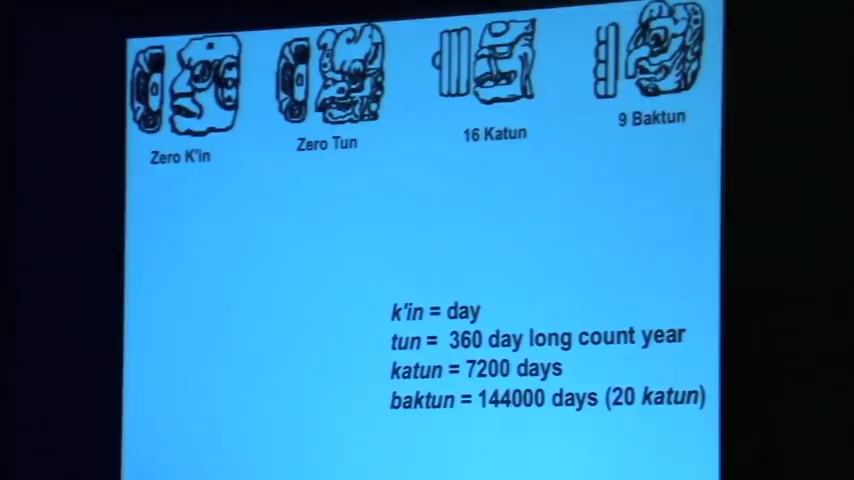 Zero K'in
Zero Tun
16 Katun
9 Baktun
k'in = day
tun = 360 day long count year
katun = 7200 days
baktun = 144000 days (20 katun)